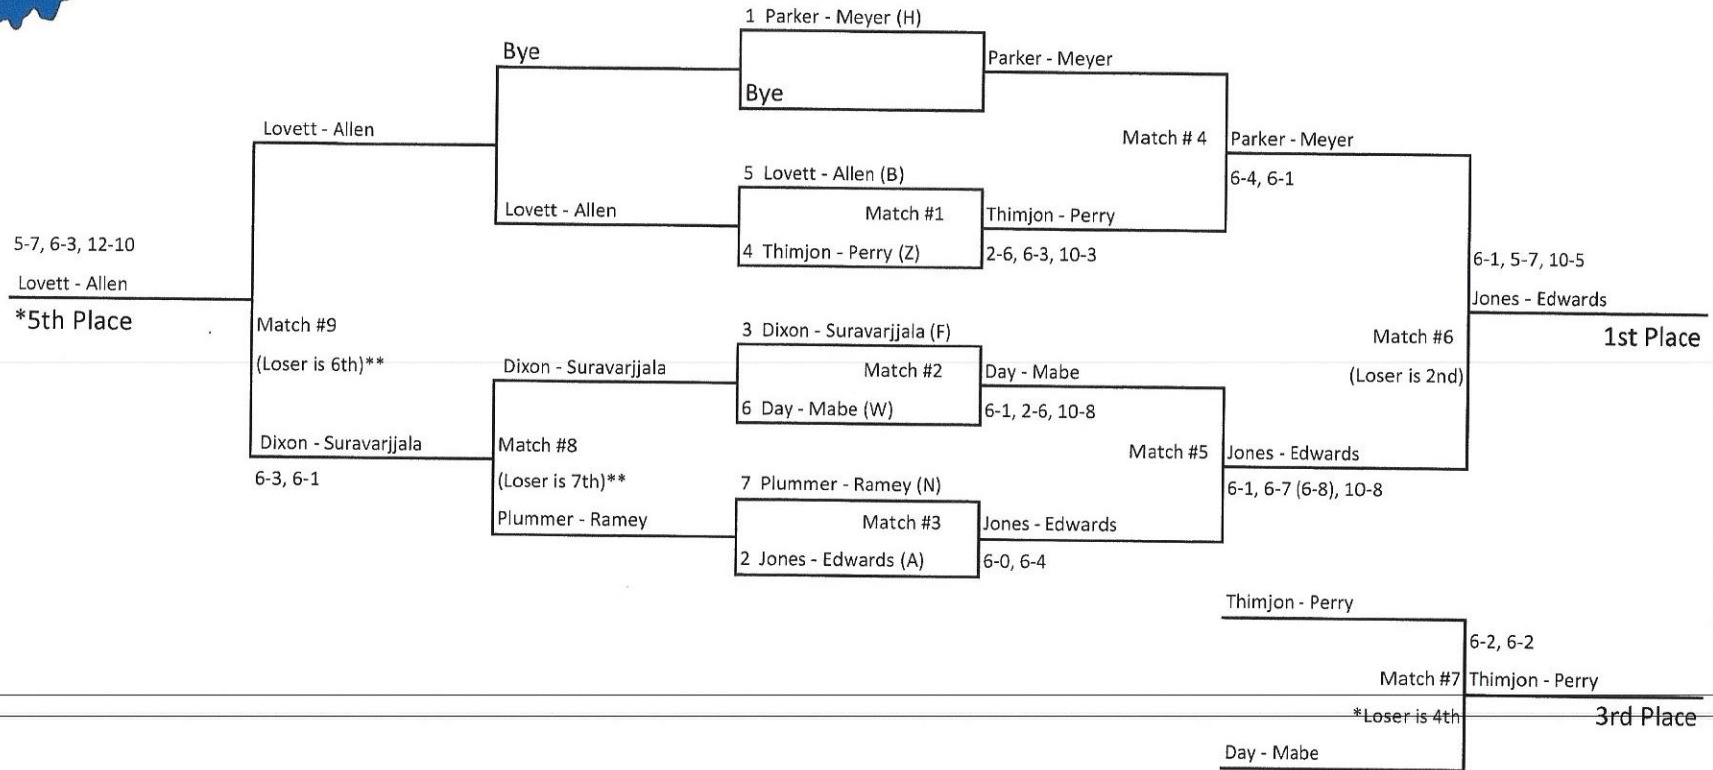 1 Parker - Meyer (H)
Bye
Parker - Meyer
Bye
Lovett - Allen
Match # 4
Parker - Meyer
5 Lovett - Allen (B)
6-4, 6-1
Lovett - Allen
Match #1
Thimjon - Perry
5-7, 6-3, 12-10
4 Thimjon - Perry (Z)
2-6, 6-3, 10-3
6-1, 5-7, 10-5
Lovett - Allen
Jones - Edwards
*5th Place
Match #9
3 Dixon - Suravarjjala (F)
Match #6
1st Place
(Loser is 6th)**
Dixon - Suravarjjala
Match #2
Day - Mabe
(Loser is 2nd)
6 Day - Mabe (W)
6-1, 2-6, 10-8
Dixon - Suravarjjala
Match #8
Match #5
Jones - Edwards
6-3, 6-1
(Loser is 7th)**
7 Plummer - Ramey (N)
6-1, 6-7 (6-8), 10-8
Plummer - Ramey
Match #3
Jones - Edwards
2 Jones - Edwards (A)
6-0, 6-4
Thimjon - Perry
6-2, 6-2
Match #7
Thimjon - Perry
*Loser is 4th
3rd Place
Day - Mabe